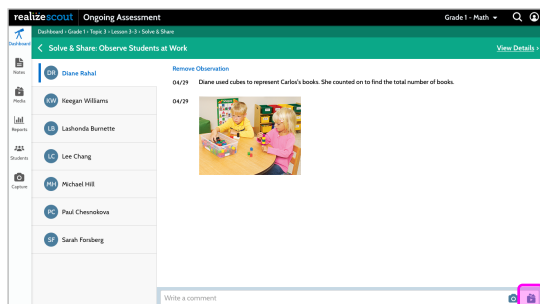 realizescout Ongoing Assessment Grade 1 - Math
Dashboard › Grade 1 › Topic 3 › Lesson 3-3 › Solve & Share
Solve & Share: Observe Students at Work View Details
Dashboard
Notes
Media
Reports
Students
Capture
DR Diane Rahal
KW Keegan Williams
LB Lashonda Burnette
LC Lee Chang
MH Michael Hill
PC Paul Chesnokova
SF Sarah Forsberg
Remove Observation
04/29 Diane used cubes to represent Carlos's books. She counted on to find the total number of books.
04/29
Write a comment